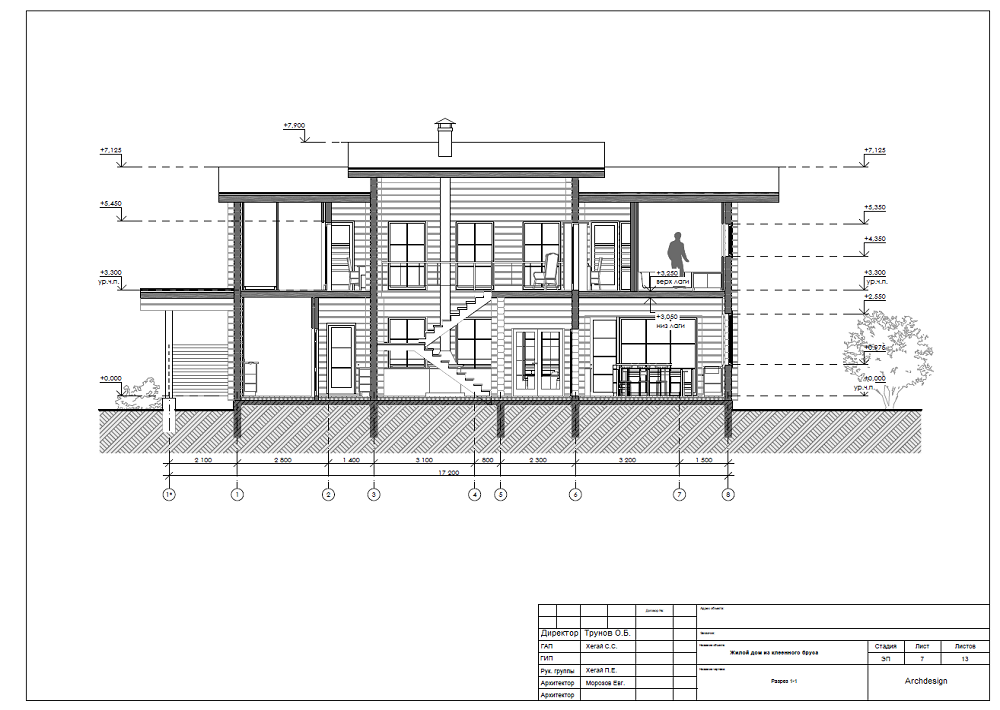 +7,900
+7,125
+7,125
+5,450
+5,350
+4,350
+3,300
ур.ч.п.
+3,250
верх лаги
+3,300
ур.ч.п.
+2,550
+3,050
низ лаги
+0,975
+0,000
+0,000
ур.ч.п.
2 100
2 800
1 400
3 100
800
2 300
3 200
1 500
17 200
1*
1
2
3
4
5
6
7
8
Договор №
Адрес объекта:
Директор Трунов О.Б.
ГАП Хегай С.С.
Название объекта:
Жилой дом из клеенного бруса
Стадия Лист Листов
ГИП
ЭП 7 13
Рук. группы Хегай П.Е.
Архитектор Морозов Евг.
Разрез 1-1
Archdesign
Архитектор